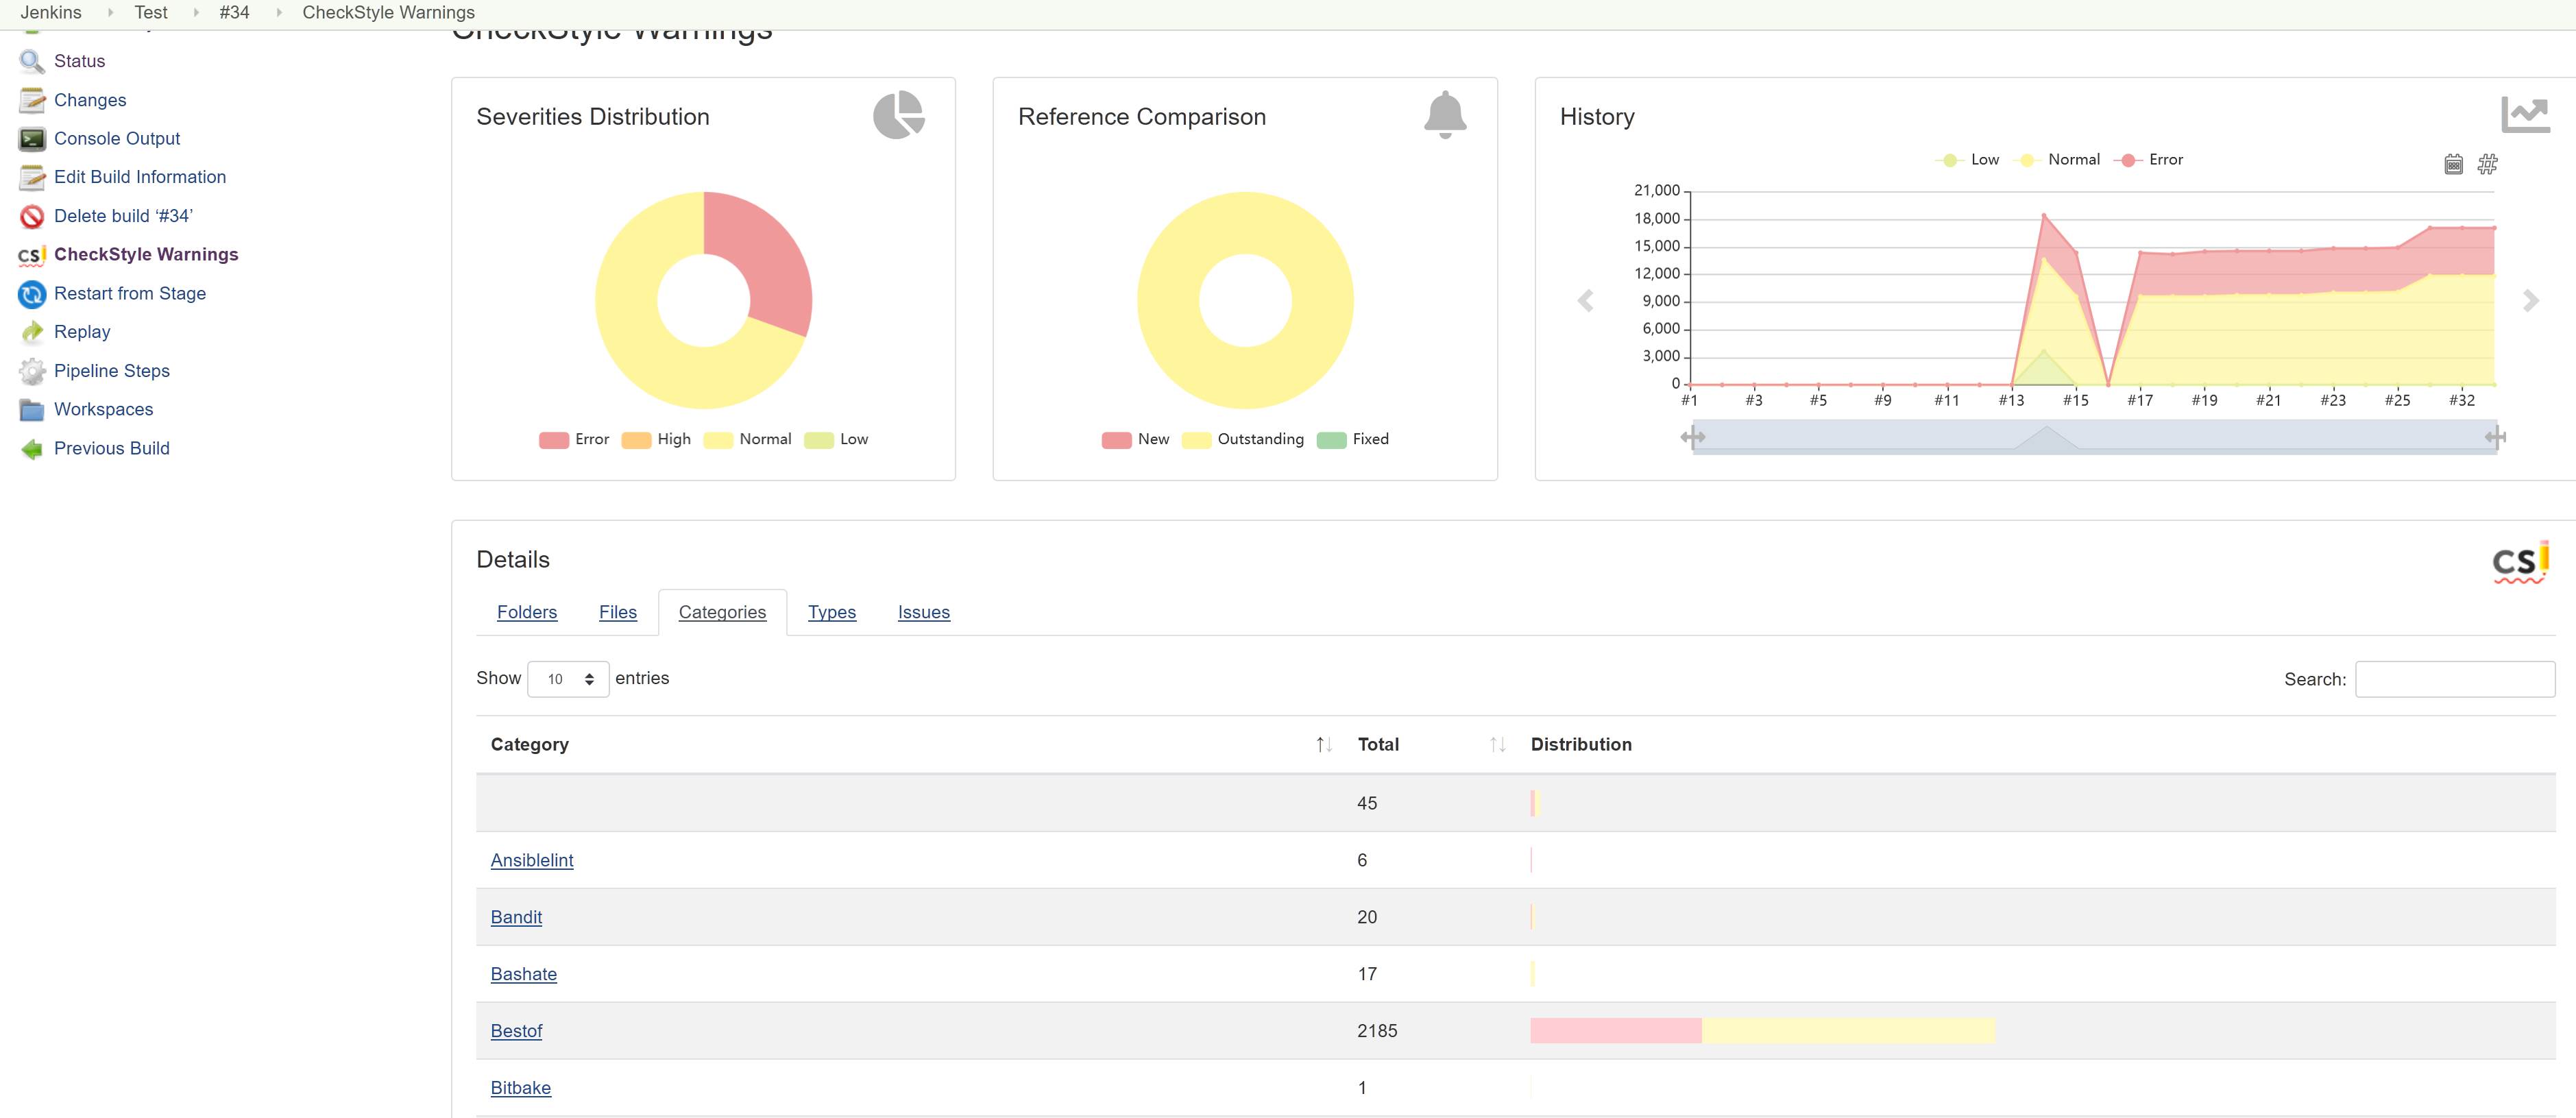 Jenkins Test #34 CheckStyle Warnings
CheckStyle Warnings
Status
Changes
Console Output
Edit Build Information
Delete build ‘#34’
CheckStyle Warnings
Restart from Stage
Replay
Pipeline Steps
Workspaces
Previous Build
Severities Distribution
Error High Normal Low
Reference Comparison
New Outstanding Fixed
History
Low Normal Error
21,000
18,000
15,000
12,000
9,000
6,000
3,000
0
#1 #3 #5 #9 #11 #13 #15 #17 #19 #21 #23 #25 #32
Details
cs
Folders Files Categories Types Issues
Show 10 entries Search:
Category Total Distribution
45
Ansiblelint 6
Bandit 20
Bashate 17
Bestof 2185
Bitbake 1